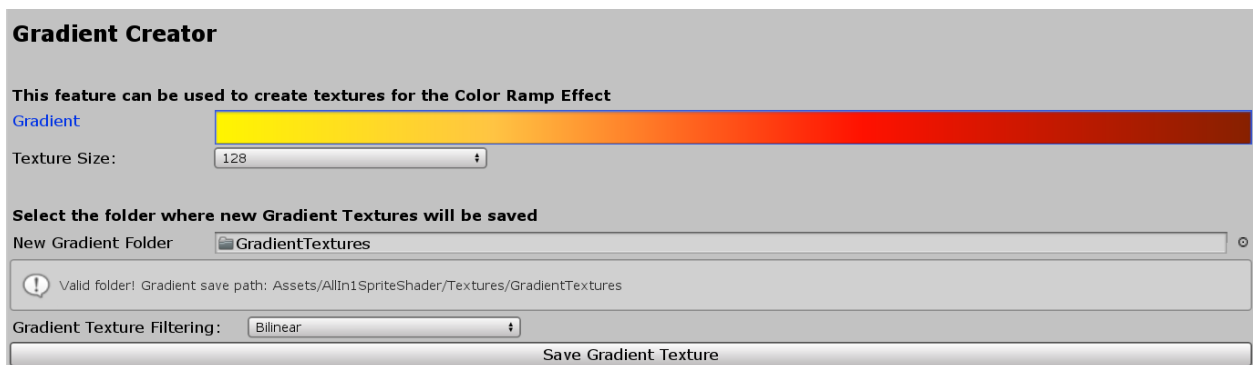 Gradient Creator
This feature can be used to create textures for the Color Ramp Effect
Gradient
Texture Size: 128
Select the folder where new Gradient Textures will be saved
New Gradient Folder GradientTextures
Valid folder! Gradient save path: Assets/AllIn1SpriteShader/Textures/GradientTextures
Gradient Texture Filtering: Bilinear
Save Gradient Texture